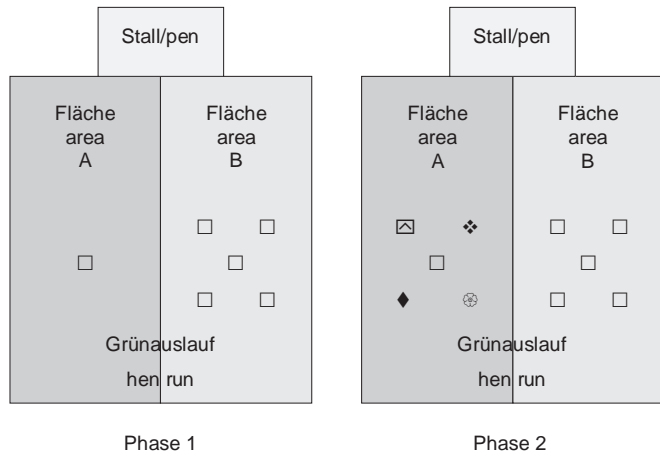 Stall/pen
Fläche
area
A
Fläche
area
B
Grünauslauf
hen run
Phase 1
Stall/pen
Fläche
area
A
Fläche
area
B
Grünauslauf
hen run
Phase 2